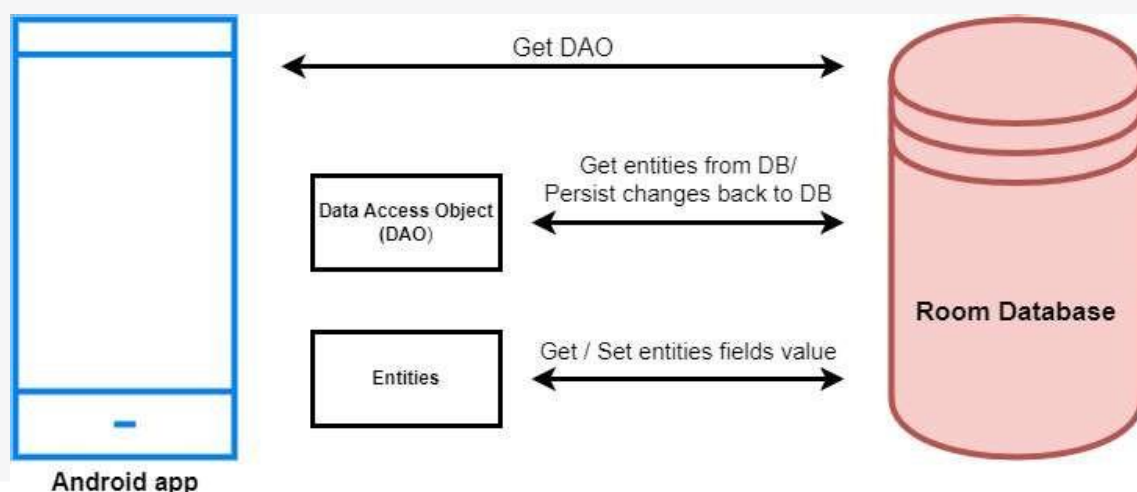 Get DAO
Get entities from DB/
Persist changes back to DB
Data Access Object
(DAO)
Room Database
Get / Set entities fields value
Entities
Android app